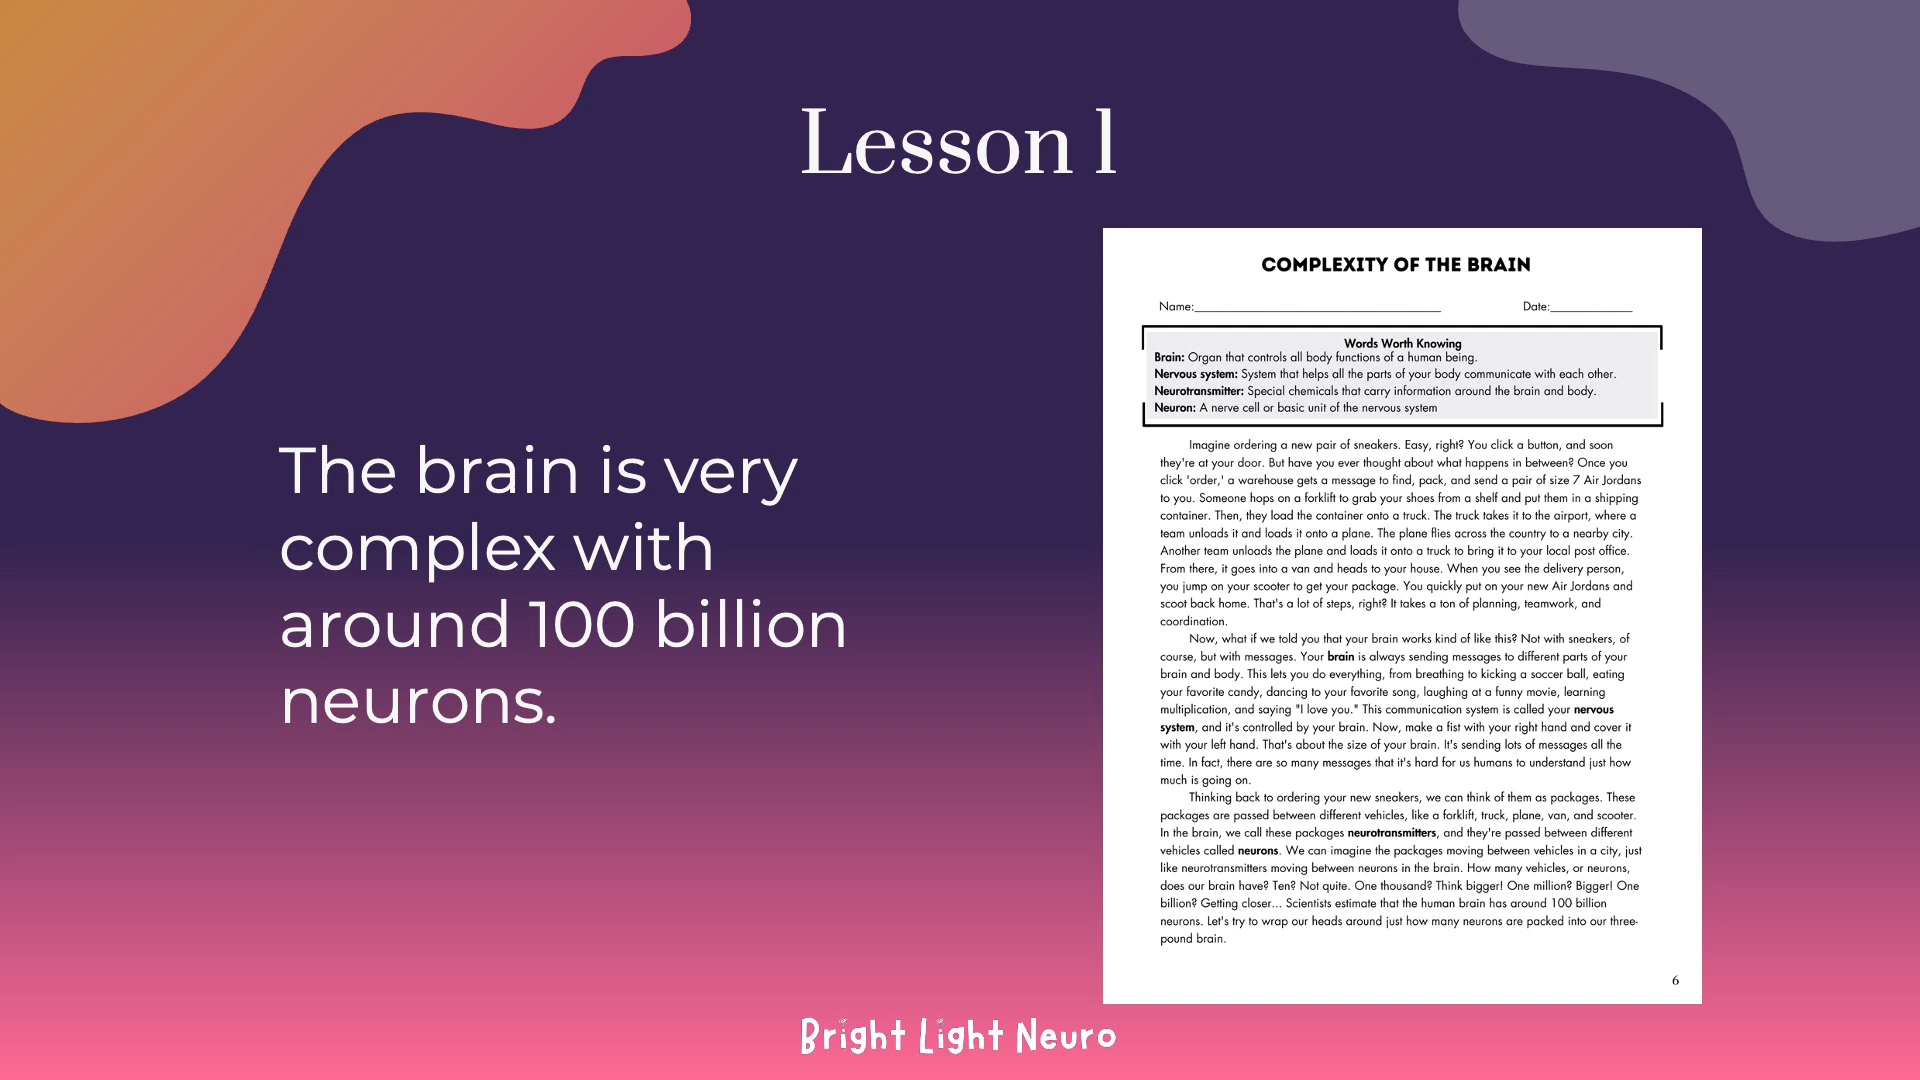 Lesson 1
The brain is very
complex with
around 100 billion
neurons.
COMPLEXITY OF THE BRAIN
Name:________________________________________ Date:______________
Words Worth Knowing
Brain: Organ that controls all body functions of a human being.
Nervous system: System that helps all the parts of your body communicate with each other.
Neurotransmitter: Special chemicals that carry information around the brain and body.
Neuron: A nerve cell or basic unit of the nervous system
Imagine ordering a new pair of sneakers. Easy, right? You click a button, and soon
they're at your door. But have you ever thought about what happens in between? Once you
click 'order,' a warehouse gets a message to find, pack, and send a pair of size 7 Air Jordans
to you. Someone hops on a forklift to grab your shoes from a shelf and put them in a shipping
container. Then, they load the container onto a truck. The truck takes it to the airport, where a
team unloads it and loads it onto a plane. The plane flies across the country to a nearby city.
Another team unloads the plane and loads it onto a truck to bring it to your local post office.
From there, it goes into a van and heads to your house. When you see the delivery person,
you jump on your scooter to get your package. You quickly put on your new Air Jordans and
scoot back home. That's a lot of steps, right? It takes a ton of planning, teamwork, and
coordination.
Now, what if we told you that your brain works kind of like this? Not with sneakers, of
course, but with messages. Your brain is always sending messages to different parts of your
brain and body. This lets you do everything, from breathing to kicking a soccer ball, eating
your favorite candy, dancing to your favorite song, laughing at a funny movie, learning
multiplication, and saying "I love you." This communication system is called your nervous
system, and it's controlled by your brain. Now, make a fist with your right hand and cover it
with your left hand. That's about the size of your brain. It's sending lots of messages all the
time. In fact, there are so many messages that it's hard for us humans to understand just how
much is going on.
Thinking back to ordering your new sneakers, we can think of them as packages. These
packages are passed between different vehicles, like a forklift, truck, plane, van, and scooter.
In the brain, we call these packages neurotransmitters, and they're passed between different
vehicles called neurons. We can imagine the packages moving between vehicles in a city, just
like neurotransmitters moving between neurons in the brain. How many vehicles, or neurons,
does our brain have? Ten? Not quite. One thousand? Think bigger! One million? Bigger! One
billion? Getting closer... Scientists estimate that the human brain has around 100 billion
neurons. Let's try to wrap our heads around just how many neurons are packed into our three-
pound brain.
6
Bright Light Neuro